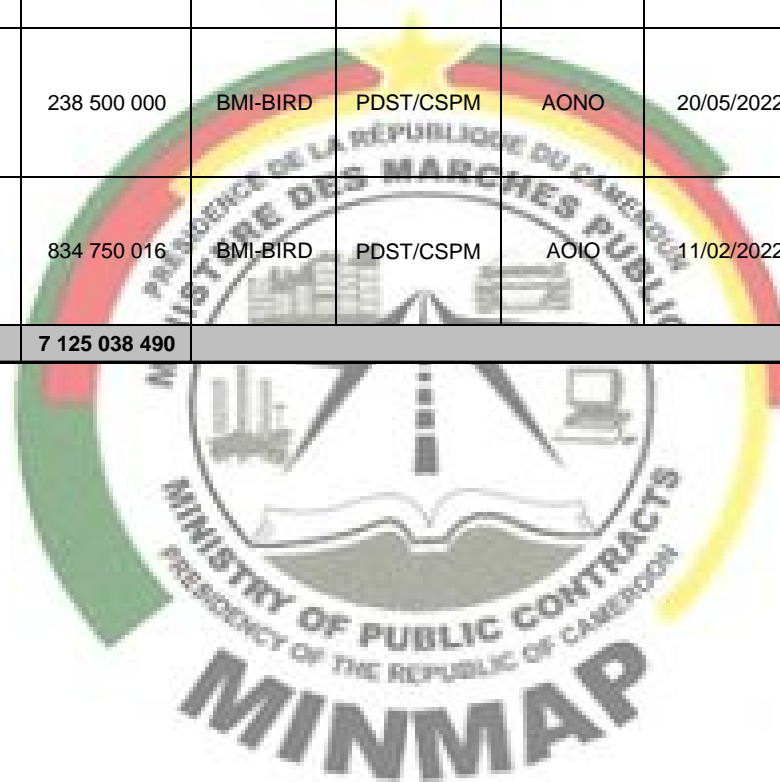 238 500 000 BMI-BIRD PDST/CSPM AONO 20/05/2022
834 750 016 BMI-BIRD PDST/CSPM AOIO 11/02/2022
7 125 038 490
PRESIDENCE DE LA RÉPUBLIQUE DU CAMEROUN
MINISTERE DES MARCHES PUBLICS
MINISTRY OF PUBLIC CONTRACTS
PRESIDENCY OF THE REPUBLIC OF CAMEROON
MINMAP